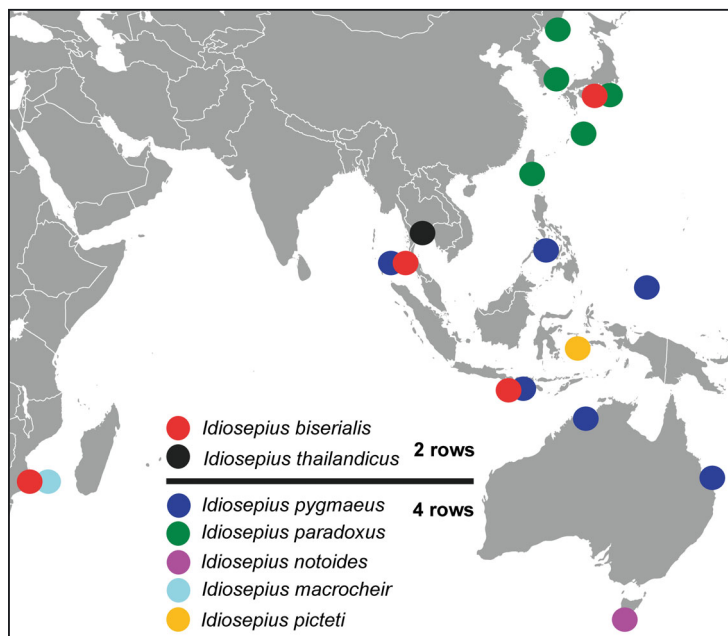 Idiosepius biserialis
Idiosepius thailandicus
2 rows
4 rows
Idiosepius pygmaeus
Idiosepius paradoxus
Idiosepius notoides
Idiosepius macrocheir
Idiosepius picteti